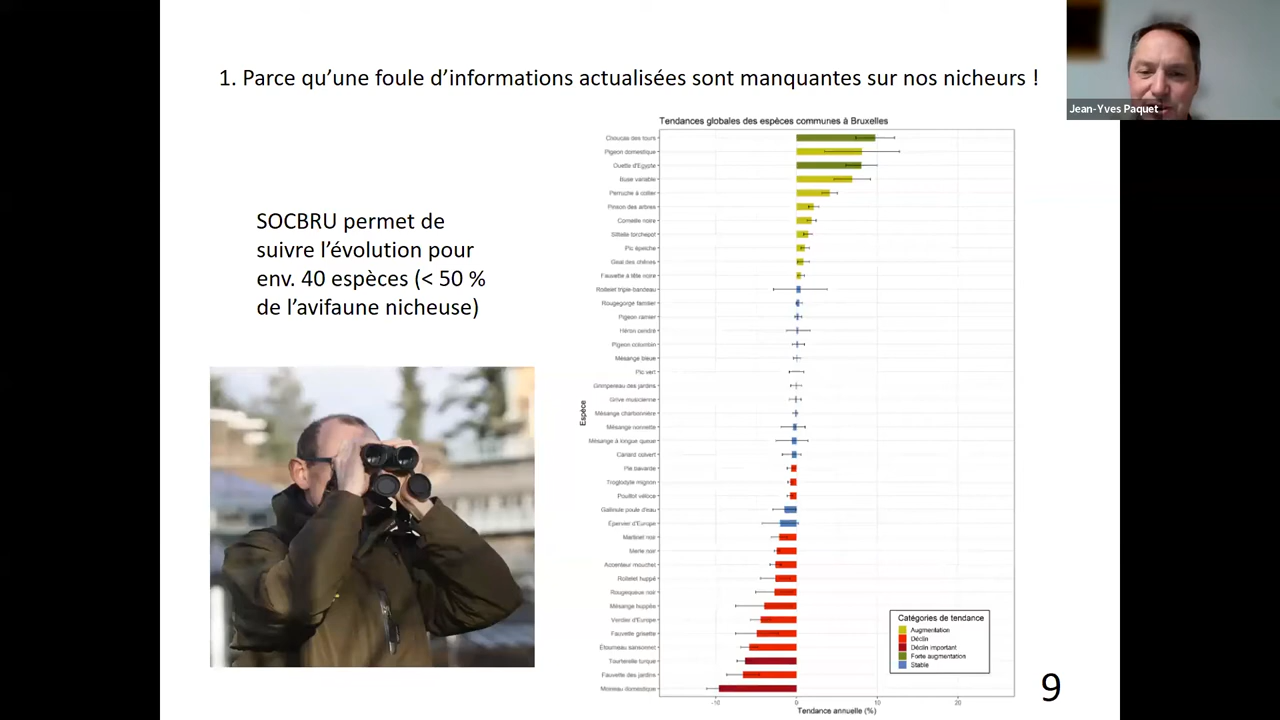 1. Parce qu’une foule d’informations actualisées sont manquantes sur nos nicheurs !
Jean-Yves Paquet
SOCBRU permet de
suivre l’évolution pour
env. 40 espèces (< 50 %
de l’avifaune nicheuse)
Tendances globales des espèces communes à Bruxelles
Choucas des tours
Pigeon domestique
Ouette d'Egypte
Buse variable
Perruche à collier
Pinson des arbres
Corneille noire
Sittelle torchepot
Pic épeiche
Geai des chênes
Fauvette à tête noire
Roitelet triple-bandeau
Rougegorge familier
Pigeon ramier
Héron cendré
Pigeon colombin
Mésange bleue
Pic vert
Grimpereau des jardins
Grive musicienne
Mésange charbonnière
Mésange nonnette
Mésange à longue queue
Canard colvert
Pie bavarde
Troglodyte mignon
Pouillot véloce
Gallinule poule d'eau
Épervier d'Europe
Martinet noir
Merle noir
Accenteur mouchet
Roitelet huppé
Rougequeue noir
Mésange huppée
Verdier d'Europe
Fauvette grisette
Étourneau sansonnet
Tourterelle turque
Fauvette des jardins
Moineau domestique
Espèce
-10 0 10 20
Tendance annuelle (%)
Catégories de tendance
Augmentation
Déclin
Déclin important
Forte augmentation
Stable
9